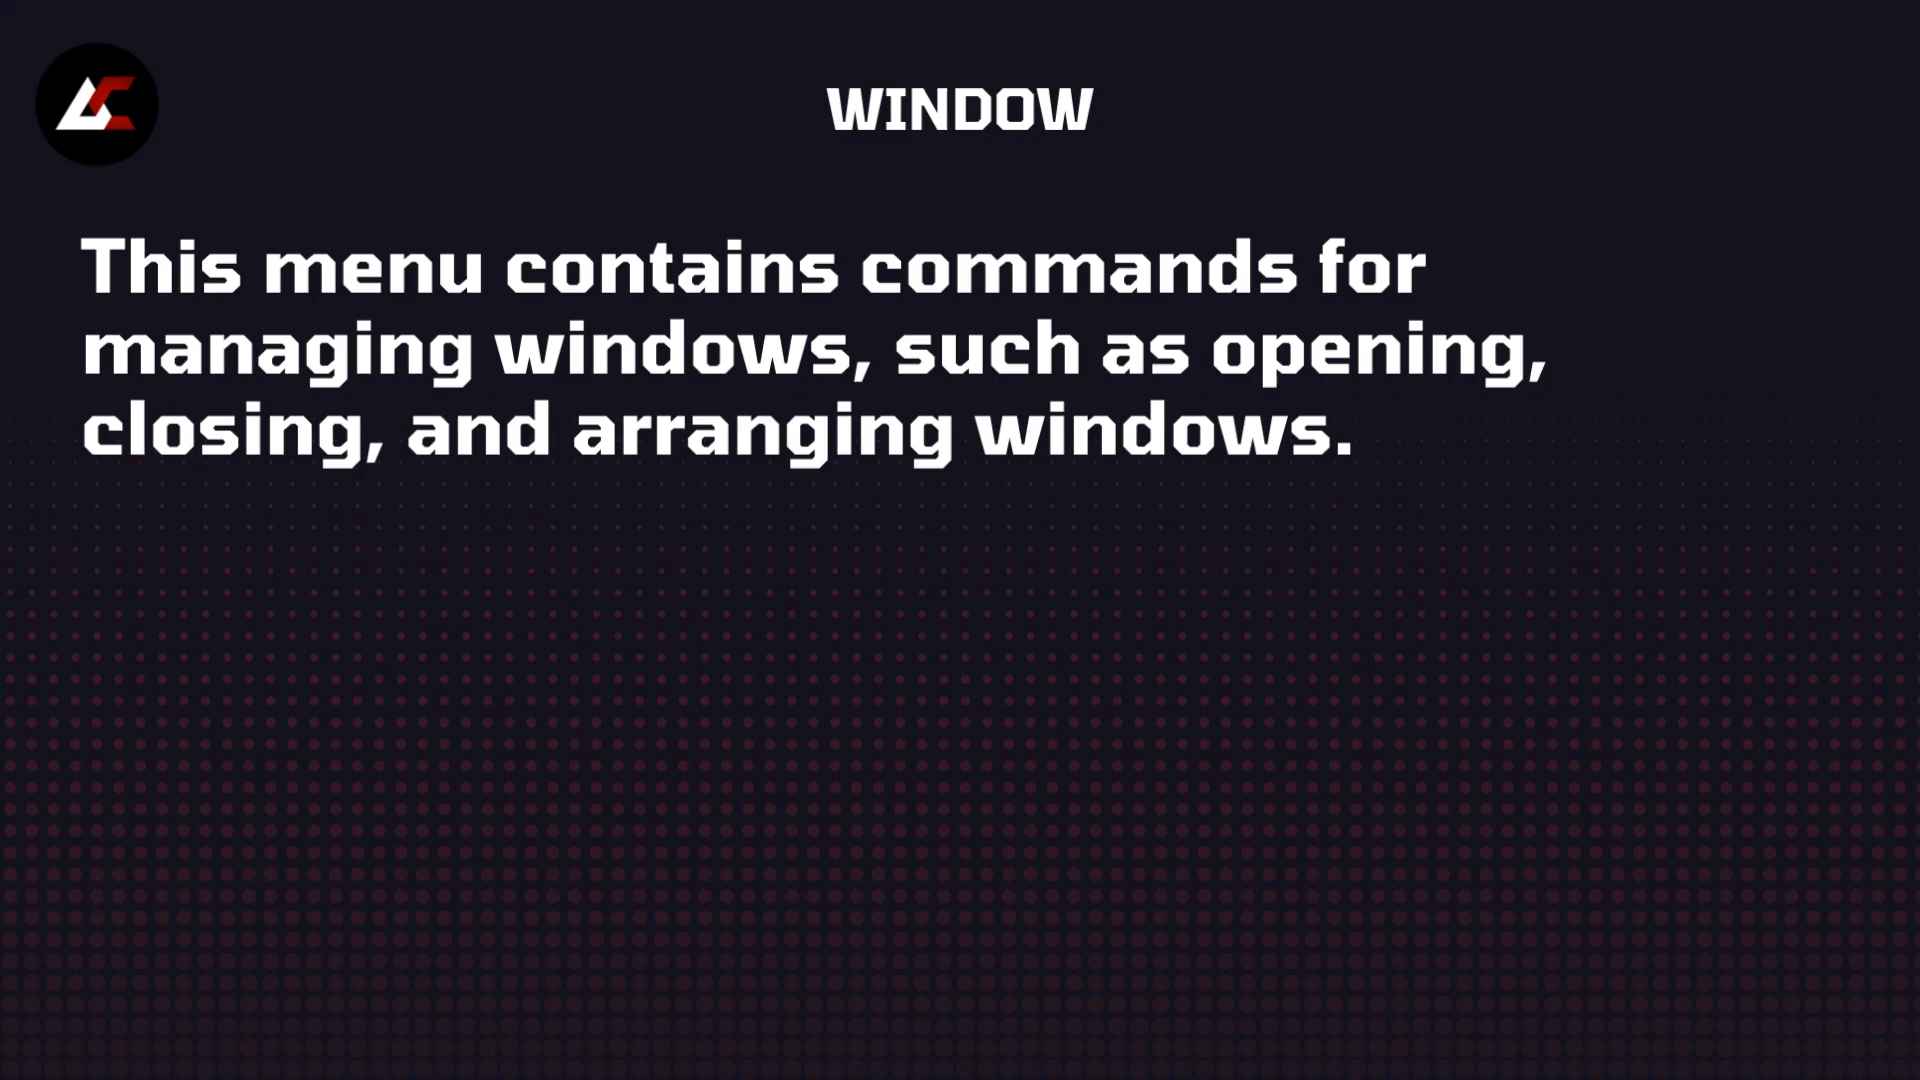 WINDOW
This menu contains commands for
managing windows, such as opening,
closing, and arranging windows.